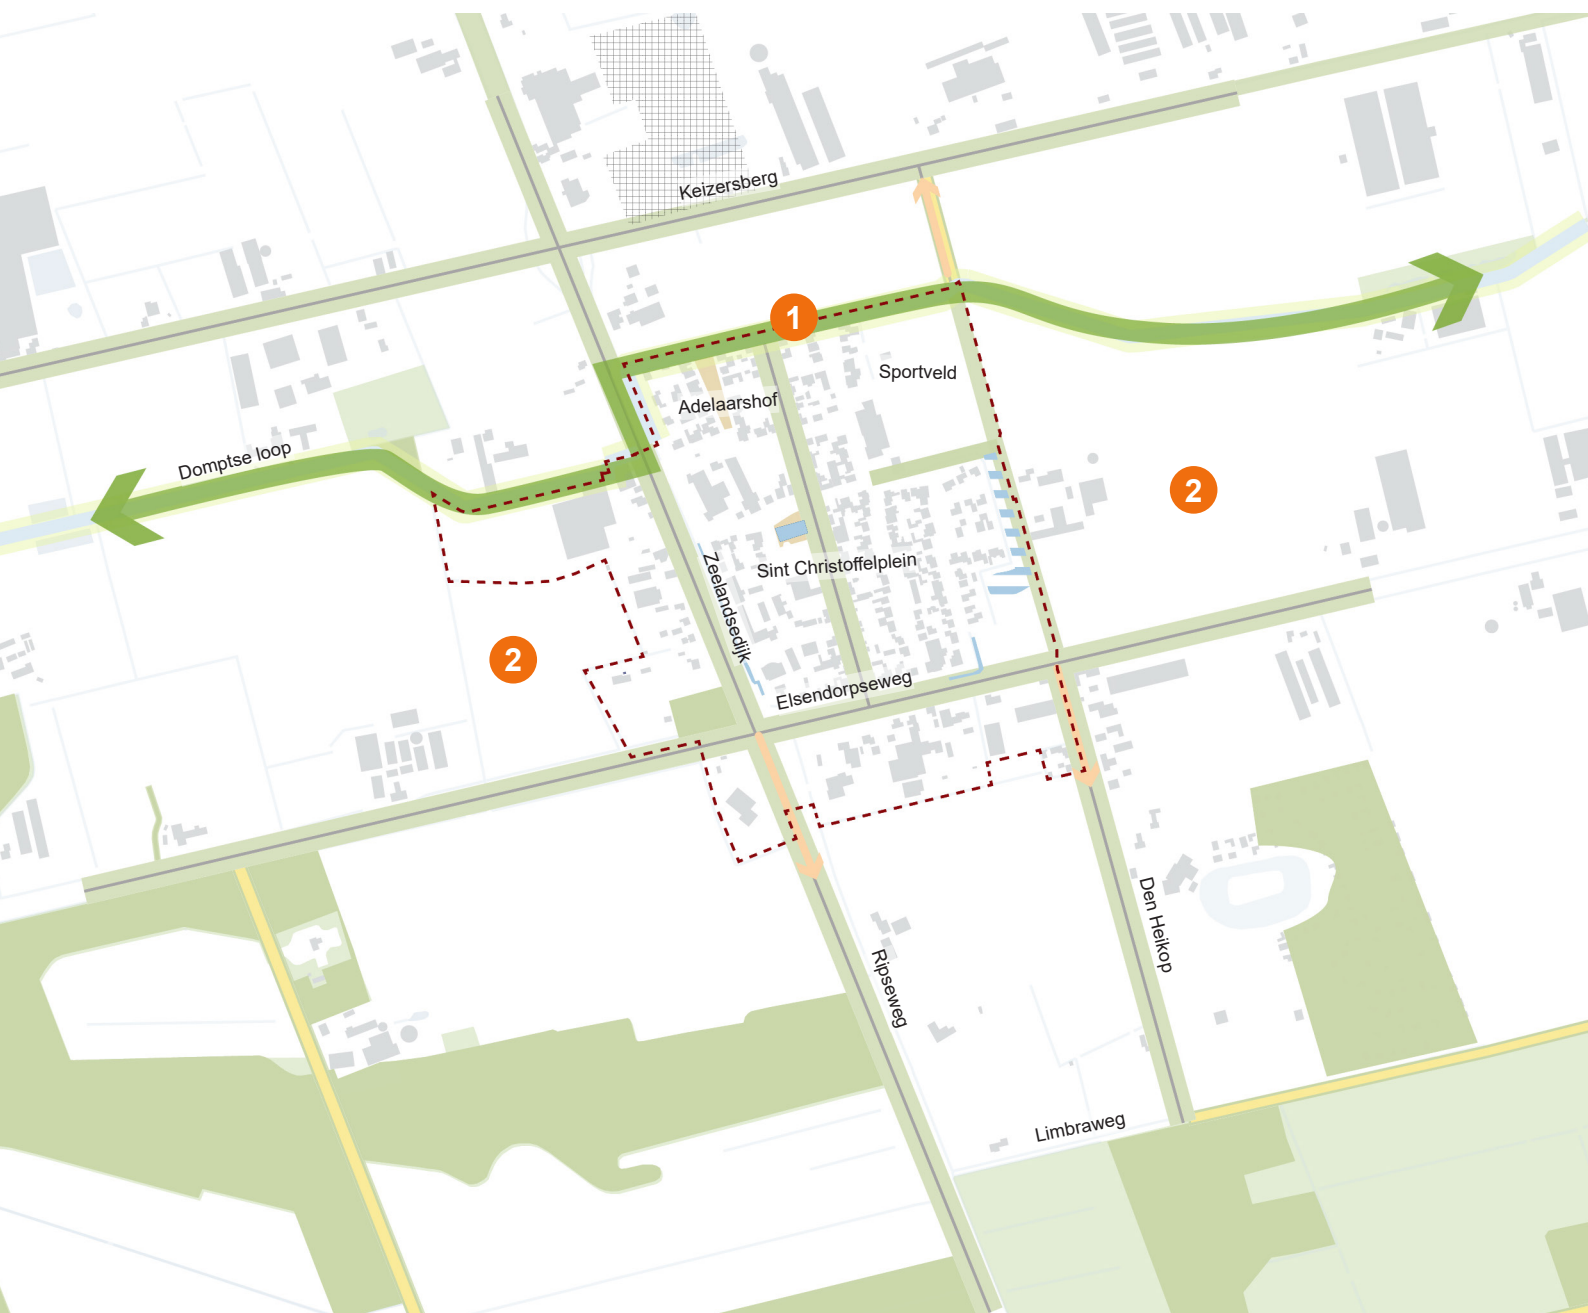 Keizersberg
1
Sportveld
Adelaarshof
Domptse loop
2
Zeelandsedijk
Sint Christoffelplein
2
Elsendorpseweg
Den Heikop
Ripseweg
Limbraweg